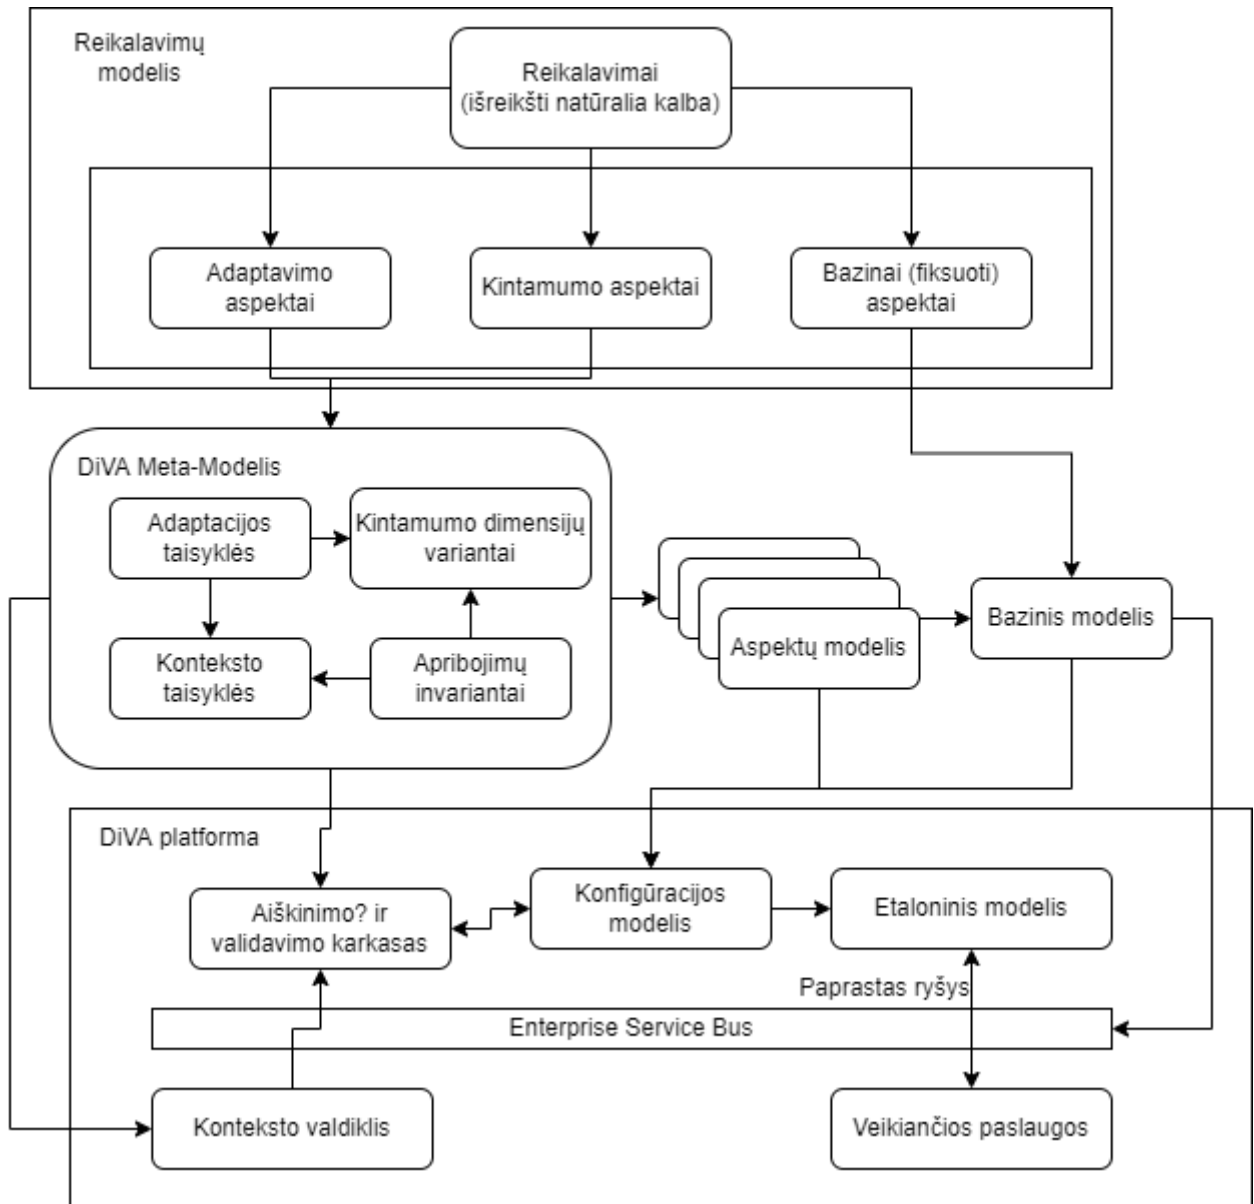 Reikalavimų
modelis
Reikalavimai
(išreikšti natūralia kalba)
Adaptavimo
aspektai
Kintamumo aspektai
Bazinai (fiksuoti)
aspektai
DiVA Meta-Modelis
Adaptacijos
taisyklės
Kintamumo dimensijų
variantai
Konteksto
taisyklės
Apribojimų
invariantai
Aspektų modelis
Bazinis modelis
DiVA platforma
Aiškinimo? ir
validavimo karkasas
Konfigūracijos
modelis
Etaloninis modelis
Paprastas ryšys
Enterprise Service Bus
Konteksto valdiklis
Veikiančios paslaugos